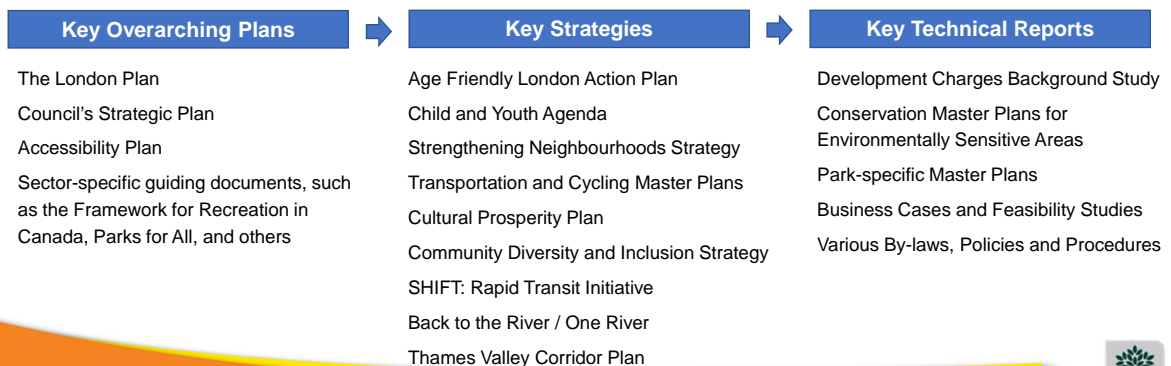 Key Overarching Plans
The London Plan
Council's Strategic Plan
Accessibility Plan
Sector-specific guiding documents, such
as the Framework for Recreation in
Canada, Parks for All, and others
Key Strategies
Age Friendly London Action Plan
Child and Youth Agenda
Strengthening Neighbourhoods Strategy
Transportation and Cycling Master Plans
Cultural Prosperity Plan
Community Diversity and Inclusion Strategy
SHIFT: Rapid Transit Initiative
Back to the River / One River
Thames Valley Corridor Plan
Key Technical Reports
Development Charges Background Study
Conservation Master Plans for
Environmentally Sensitive Areas
Park-specific Master Plans
Business Cases and Feasibility Studies
Various By-laws, Policies and Procedures